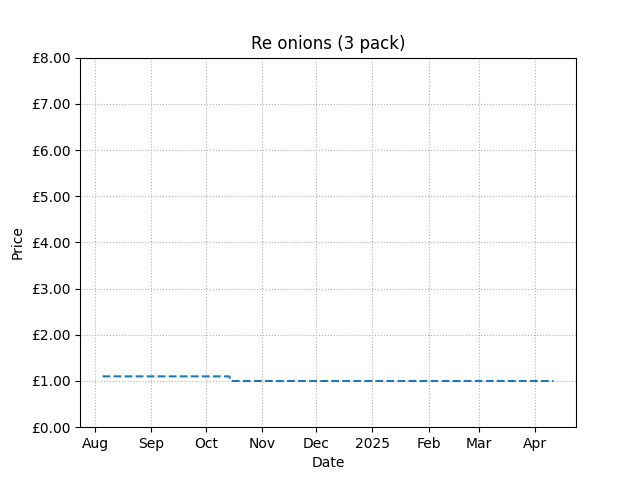 Re onions (3 pack)
£8.00
£7.00
£6.00
£5.00
£4.00
£3.00
£2.00
£1.00
£0.00
Price
Aug Sep Oct Nov Dec 2025 Feb Mar Apr
Date